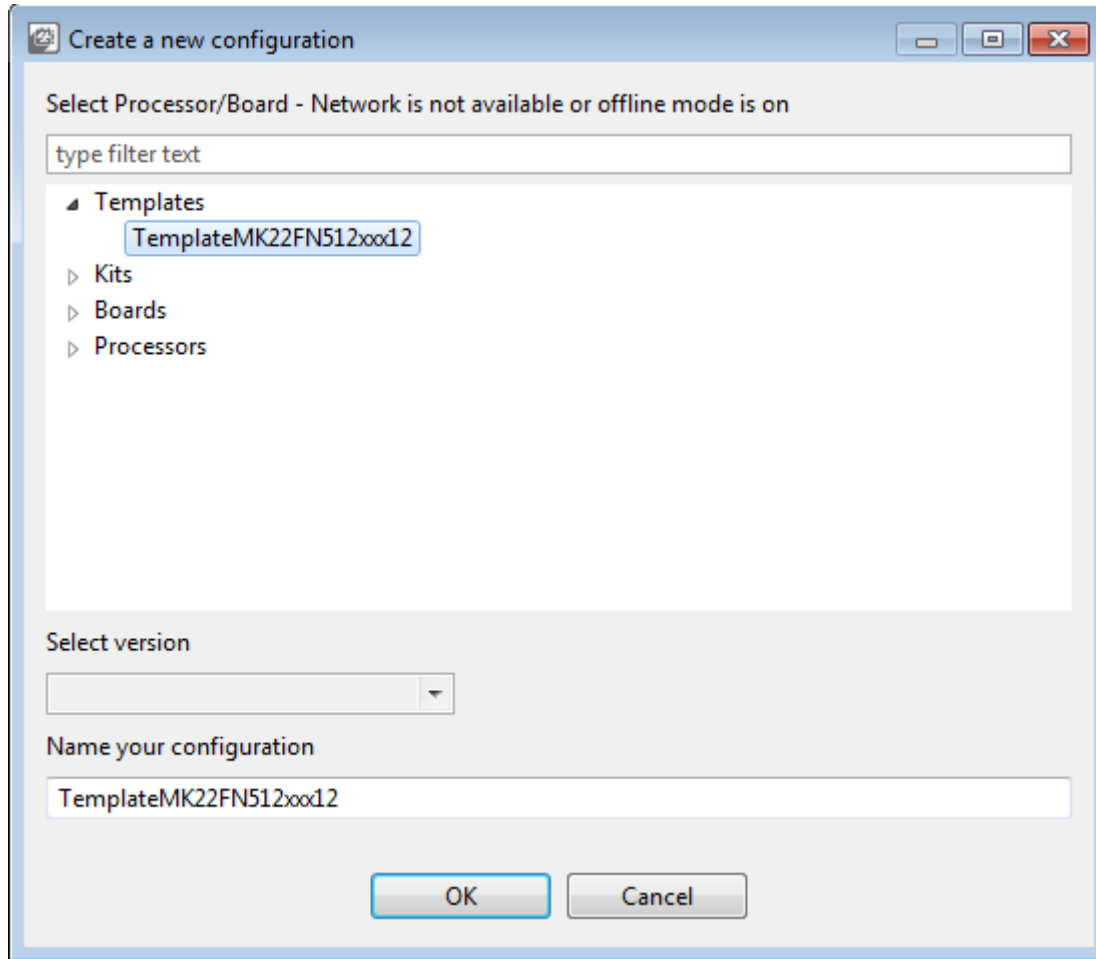 Create a new configuration
Select Processor/Board - Network is not available or offline mode is on
type filter text
Templates
TemplateMK22FN512xxx12
Kits
Boards
Processors
Select version
Name your configuration
TemplateMK22FN512xxx12
OK Cancel